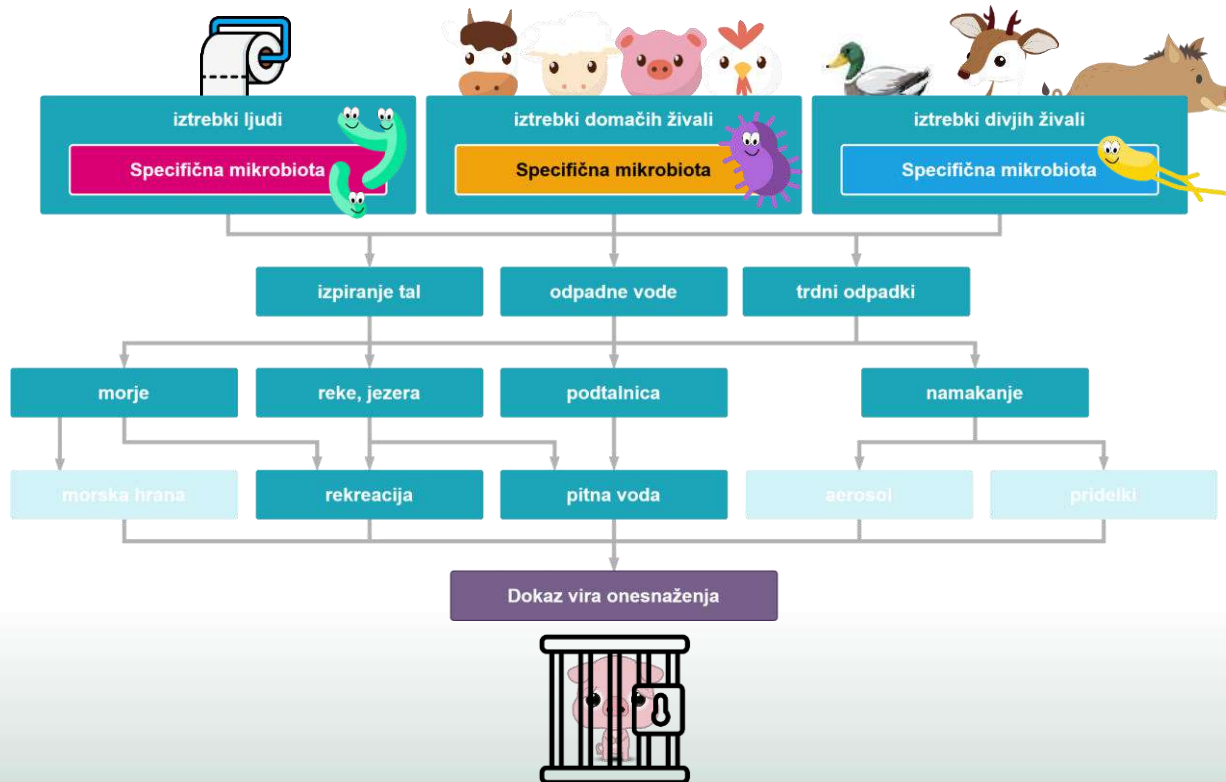 iztrebki ljudi
Specifična mikrobiota
iztrebki domačih živali
Specifična mikrobiota
iztrebki divjih živali
Specifična mikrobiota
izpiranje tal
odpadne vode
trdni odpadki
morje
reke, jezera
podtalnica
namakanje
morska hrana
rekreacija
pitna voda
aerosol
pridelki
Dokaz vira onesnaženja